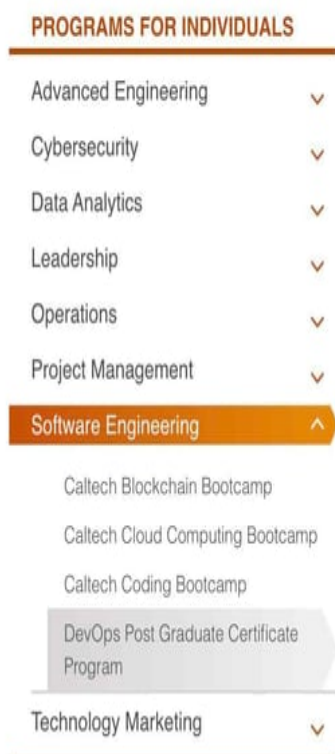 PROGRAMS FOR INDIVIDUALS
Advanced Engineering
Cybersecurity
Data Analytics
Leadership
Operations
Project Management
Software Engineering
Caltech Blockchain Bootcamp
Caltech Cloud Computing Bootcamp
Caltech Coding Bootcamp
DevOps Post Graduate Certificate
Program
Technology Marketing